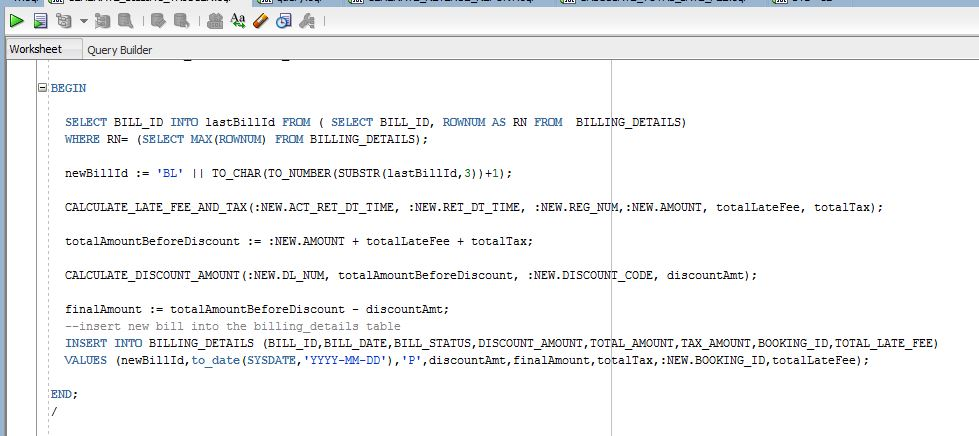 Worksheet Query Builder
BEGIN
SELECT BILL_ID INTO lastBillId FROM ( SELECT BILL_ID, ROWNUM AS RN FROM  BILLING_DETAILS)
WHERE RN= (SELECT MAX(ROWNUM) FROM BILLING_DETAILS);
newBillId := 'BL' || TO_CHAR(TO_NUMBER(SUBSTR(lastBillId,3))+1);
CALCULATE_LATE_FEE_AND_TAX(:NEW.ACT_RET_DT_TIME, :NEW.RET_DT_TIME, :NEW.REG_NUM,:NEW.AMOUNT, totalLateFee, totalTax);
totalAmountBeforeDiscount := :NEW.AMOUNT + totalLateFee + totalTax;
CALCULATE_DISCOUNT_AMOUNT(:NEW.DL_NUM, totalAmountBeforeDiscount, :NEW.DISCOUNT_CODE, discountAmt);
finalAmount := totalAmountBeforeDiscount - discountAmt;
--insert new bill into the billing_details table
INSERT INTO BILLING_DETAILS (BILL_ID,BILL_DATE,BILL_STATUS,DISCOUNT_AMOUNT,TOTAL_AMOUNT,TAX_AMOUNT,BOOKING_ID,TOTAL_LATE_FEE)
VALUES (newBillId,to_date(SYSDATE,'YYYY-MM-DD'),'P',discountAmt,finalAmount,totalTax,:NEW.BOOKING_ID,totalLateFee);
END;
/